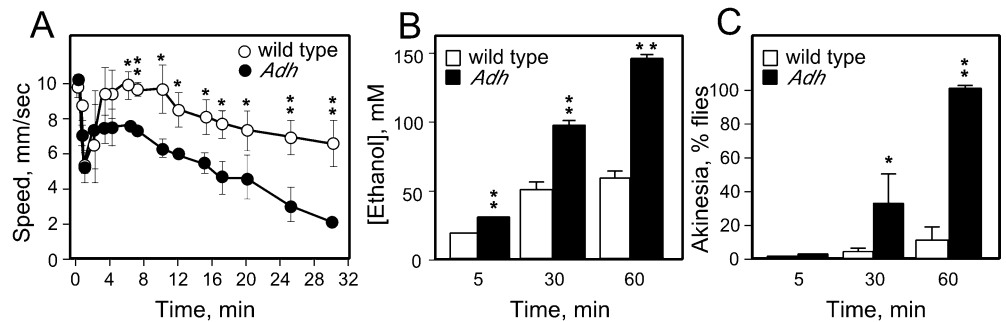 A
wild type
Adh
* * * * * * * * * * * * *
Speed, mm/sec
10
8
6
4
2
0
0 4 8 12 16 20 24 28 32
Time, min
B
wild type
Adh
* *
* *
* *
[Ethanol], mM
150
100
50
0
5 30 60
Time, min
C
wild type
Adh
*
* *
Akinesia, % flies
100
80
60
40
20
0
5 30 60
Time, min